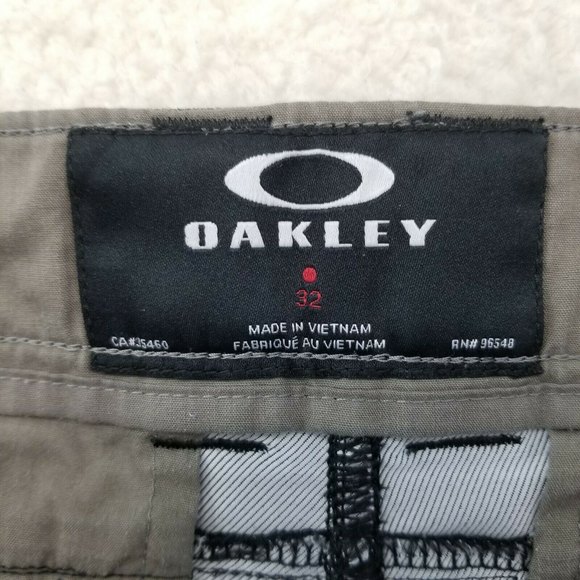 OAKLEY
32
MADE IN VIETNAM
FABRIQUÉ AU VIETNAM
CA#35460
RN# 96548